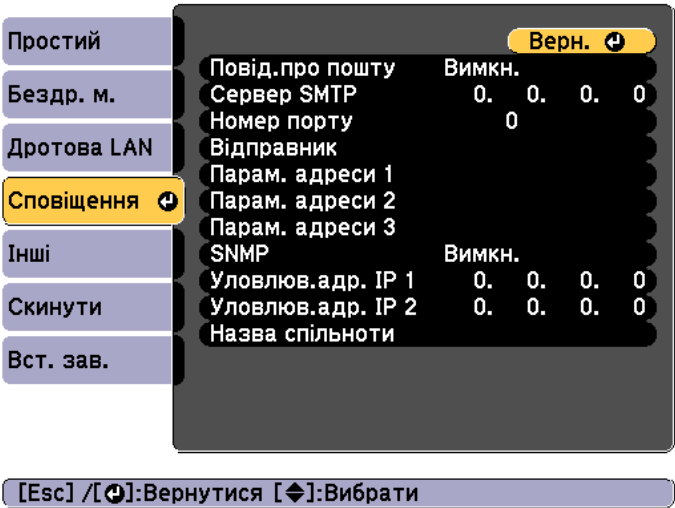 Простий
Бездр. м.
Дротова LAN
Сповіщення
Інші
Скинути
Вст. зав.
Верн.
Повід.про пошту Вимкн.
Сервер SMTP 0. 0. 0. 0
Номер порту 0
Відправник
Парам. адреси 1
Парам. адреси 2
Парам. адреси 3
SNMP Вимкн.
Уловлюв.адр. IP 1 0. 0. 0. 0
Уловлюв.адр. IP 2 0. 0. 0. 0
Назва спільноти
[Esc] /[⏎]:Вернутися [◆]:Вибрати